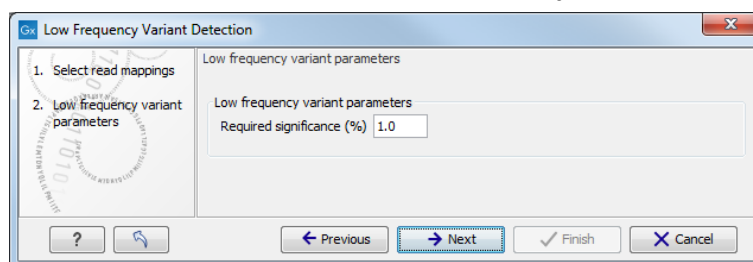 Gx Low Frequency Variant Detection
X
1. Select read mappings
2. Low frequency variant
parameters
Low frequency variant parameters
Low frequency variant parameters
Required significance (%) 1.0
?
Previous
Next
Finish
Cancel